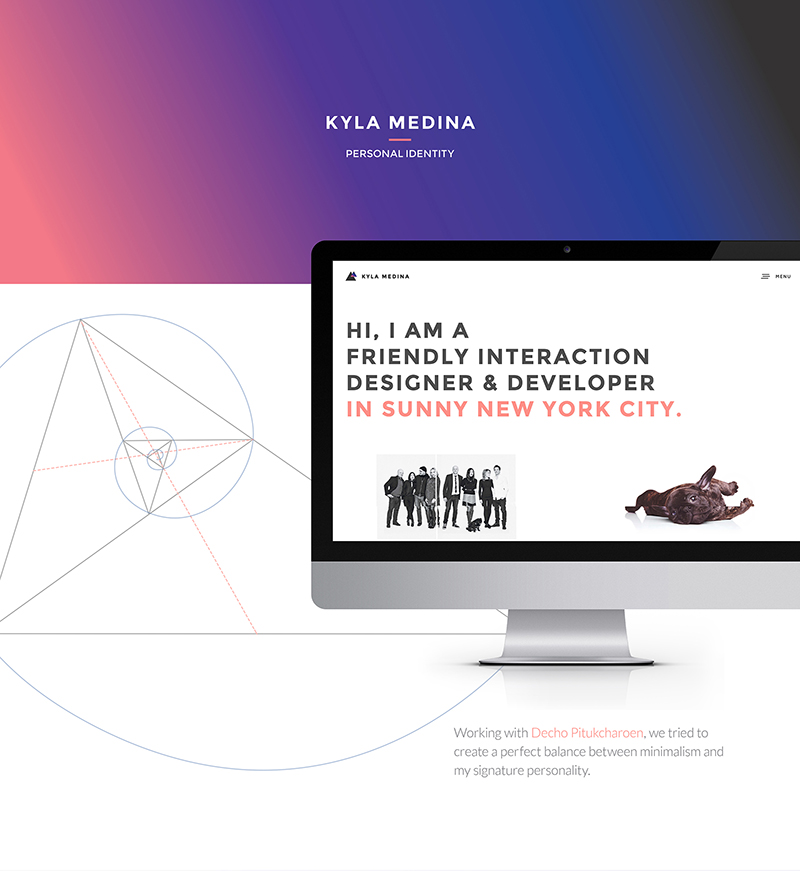 KYLA MEDINA
PERSONAL IDENTITY
KYLA MEDINA
MENU
HI, I AM A
FRIENDLY INTERACTION
DESIGNER & DEVELOPER
IN SUNNY NEW YORK CITY.
Working with Decho Pitukcharoen, we tried to
create a perfect balance between minimalism and
my signature personality.